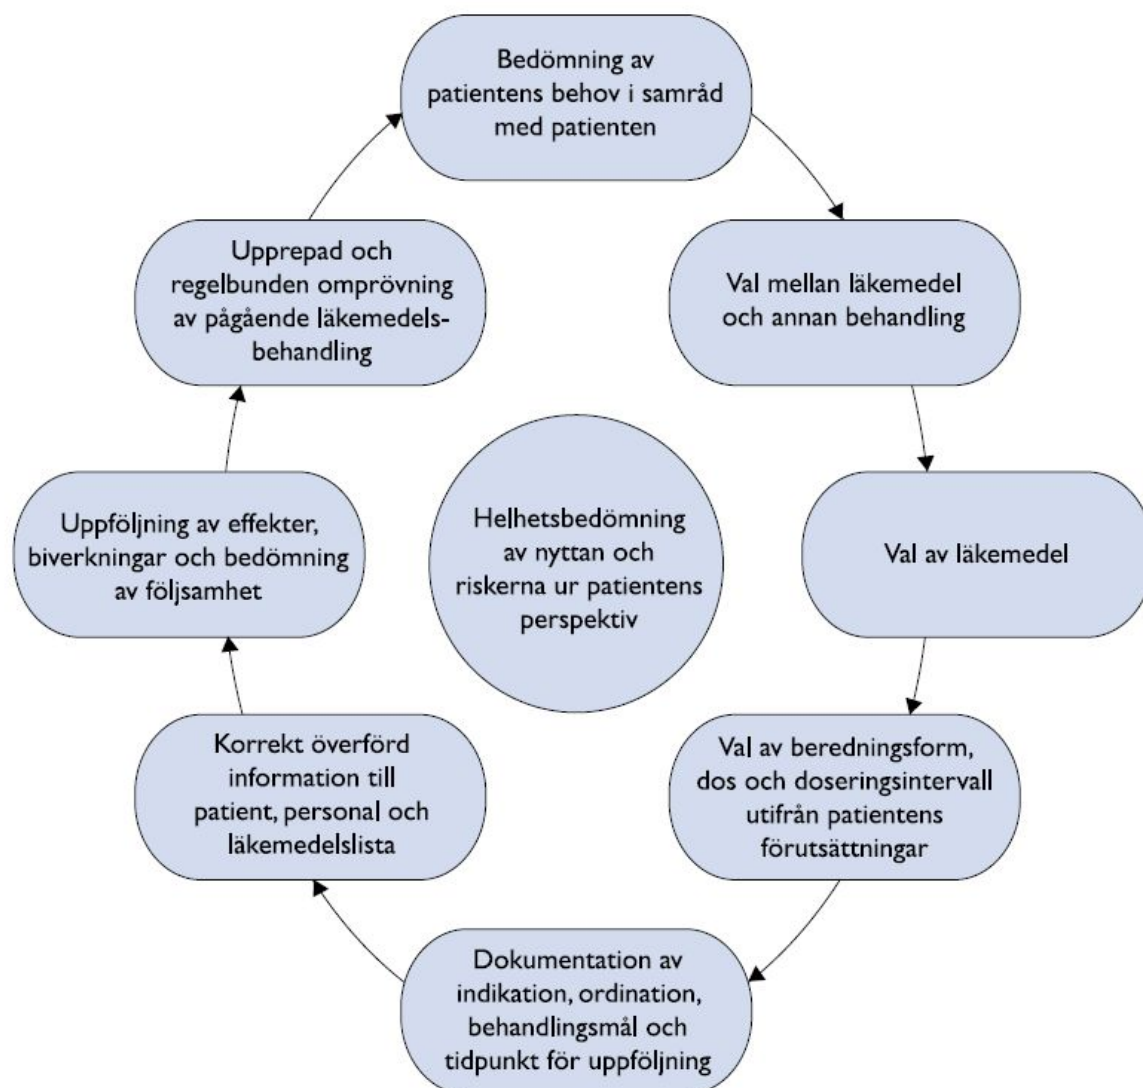 Bedömning av
patientens behov i samråd
med patienten
Val mellan läkemedel
och annan behandling
Val av läkemedel
Val av beredningsform,
dos och doseringsintervall
utifrån patientens
förutsättningar
Dokumentation av
indikation, ordination,
behandlingsmål och
tidpunkt för uppföljning
Korrekt överförd
information till
patient, personal och
läkemedelslista
Uppföljning av effekter,
biverkningar och bedömning
av följsamhet
Upprepad och
regelbunden omprövning
av pågående läkemedels-
behandling
Helhetsbedömning
av nyttan och
riskerna ur patientens
perspektiv